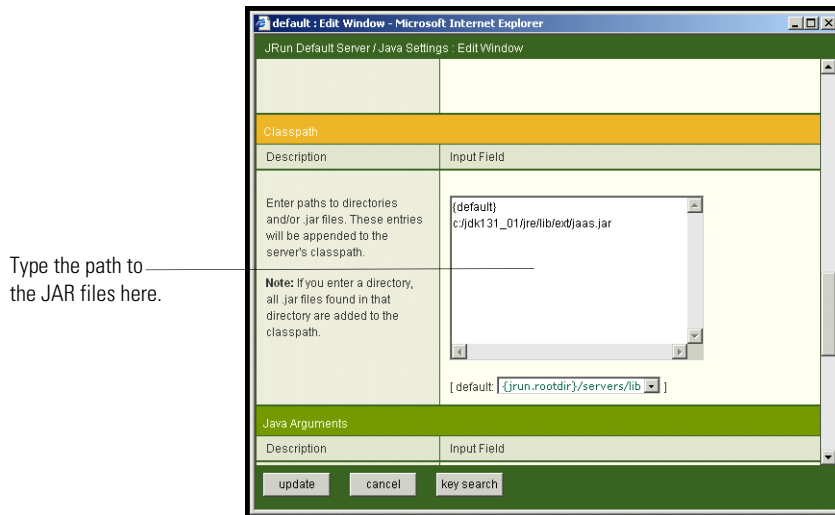 default : Edit Window - Microsoft Internet Explorer
JRun Default Server / Java Settings : Edit Window
Classpath
Description
Input Field
Enter paths to directories
and/or .jar files. These entries
will be appended to the
server's classpath.
Note: If you enter a directory,
all .jar files found in that
directory are added to the
classpath.
{default}
c:/jdk131_01/jre/lib/ext/jaas.jar
[ default: {jrun.rootdir}/servers/lib ]
Type the path to
the JAR files here.
Java Arguments
Description
Input Field
update
cancel
key search